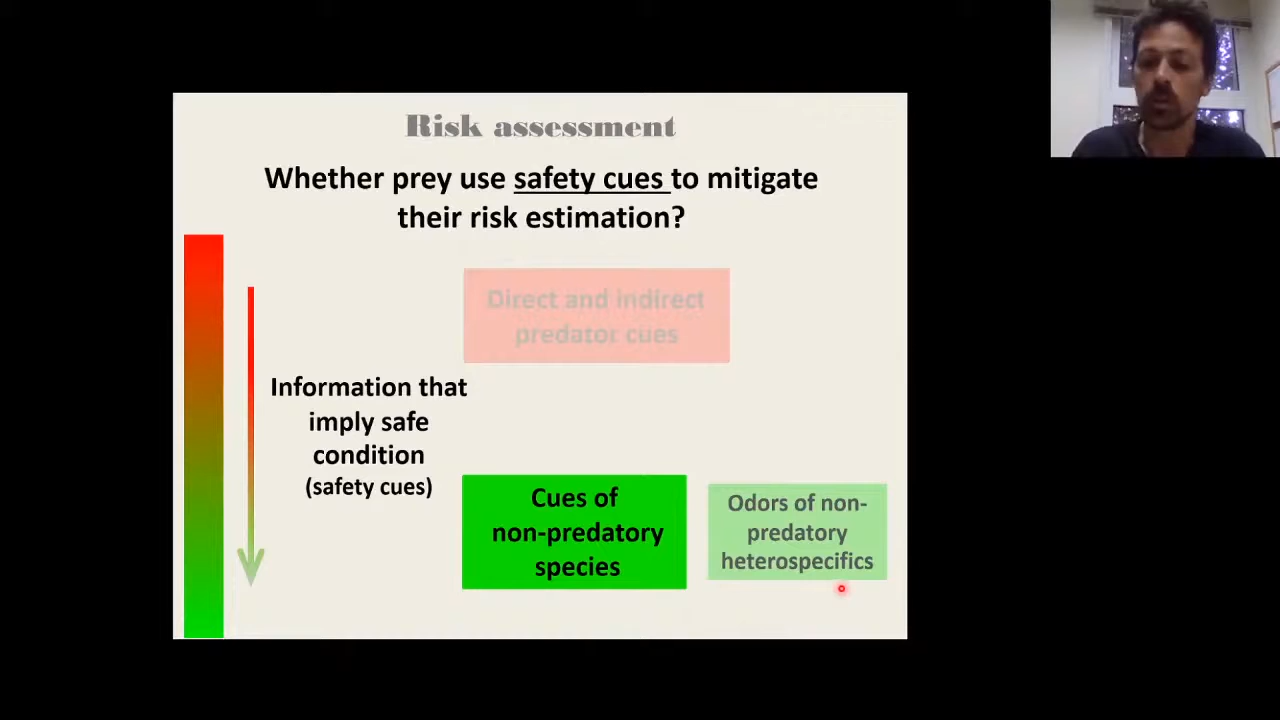 Risk assessment
Whether prey use safety cues to mitigate
their risk estimation?
Direct and indirect
predator cues
Information that
imply safe
condition
(safety cues)
Cues of
non-predatory
species
Odors of non-
predatory
heterospecifics